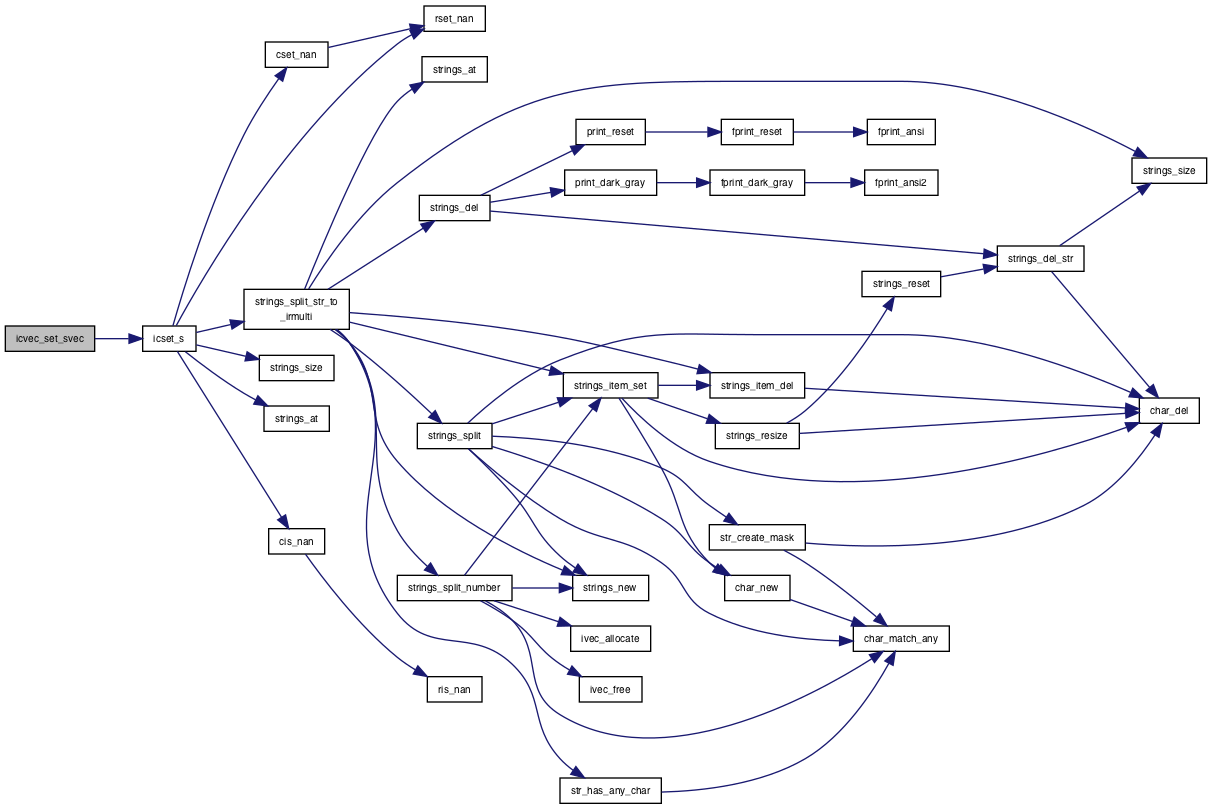 rset_nan
cset_nan
strings_at
print_reset
fprint_reset
fprint_ansi
strings_size
print_dark_gray
fprint_dark_gray
fprint_ansi2
strings_del
strings_del_str
strings_reset
strings_split_str_to
_irmulti
icvec_set_svec
icset_s
strings_size
strings_item_set
strings_item_del
char_del
strings_at
strings_split
strings_resize
cis_nan
str_create_mask
strings_split_number
strings_new
char_new
ivec_allocate
char_match_any
ris_nan
ivec_free
str_has_any_char